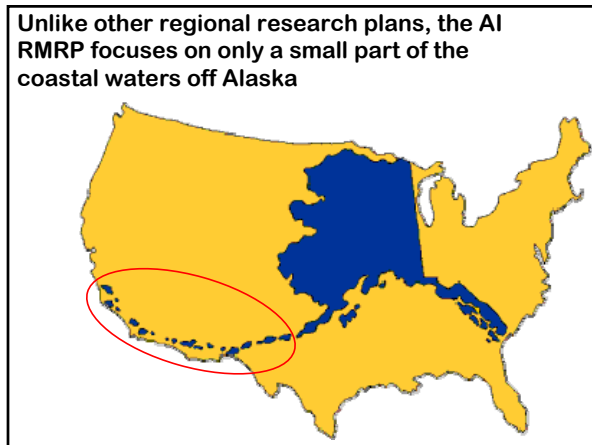 Unlike other regional research plans, the AI
RMRP focuses on only a small part of the
coastal waters off Alaska